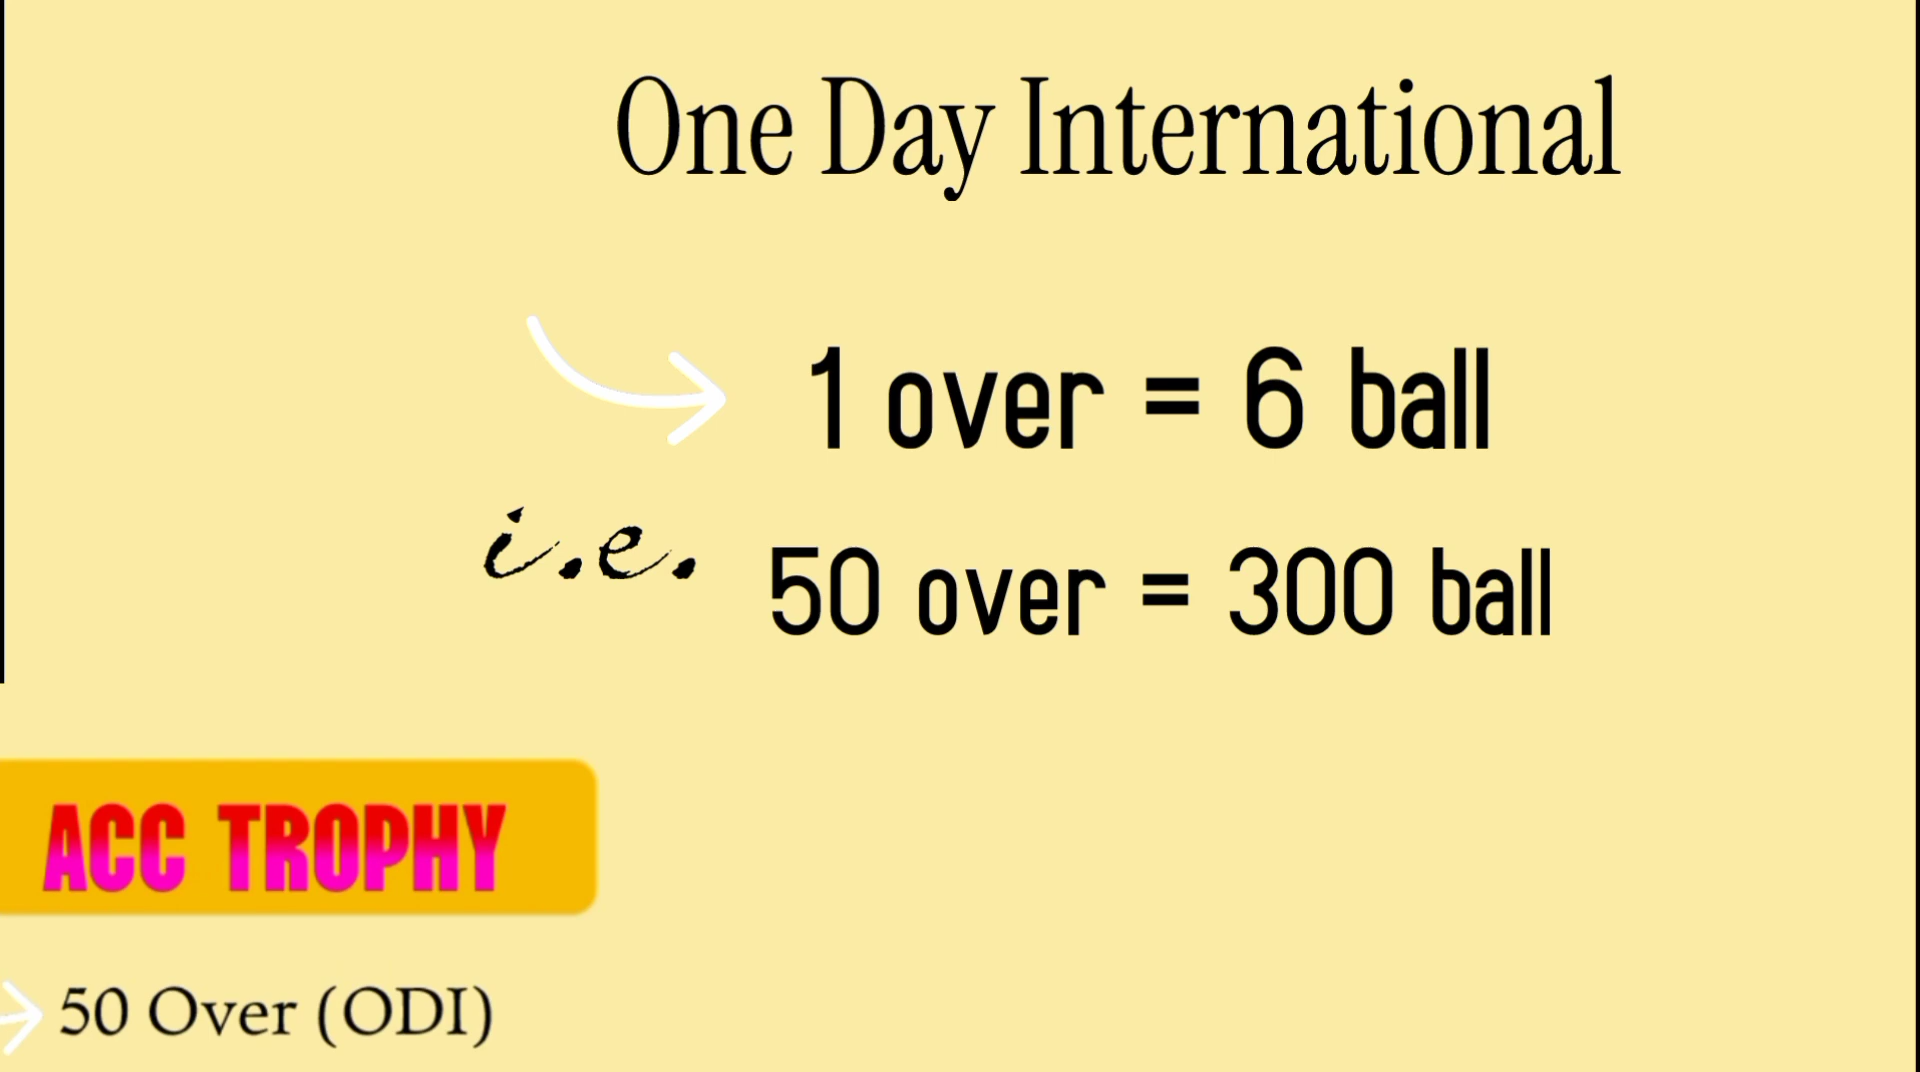 One Day International
1 over = 6 ball
i.e.
50 over = 300 ball
ACC TROPHY
50 Over (ODI)